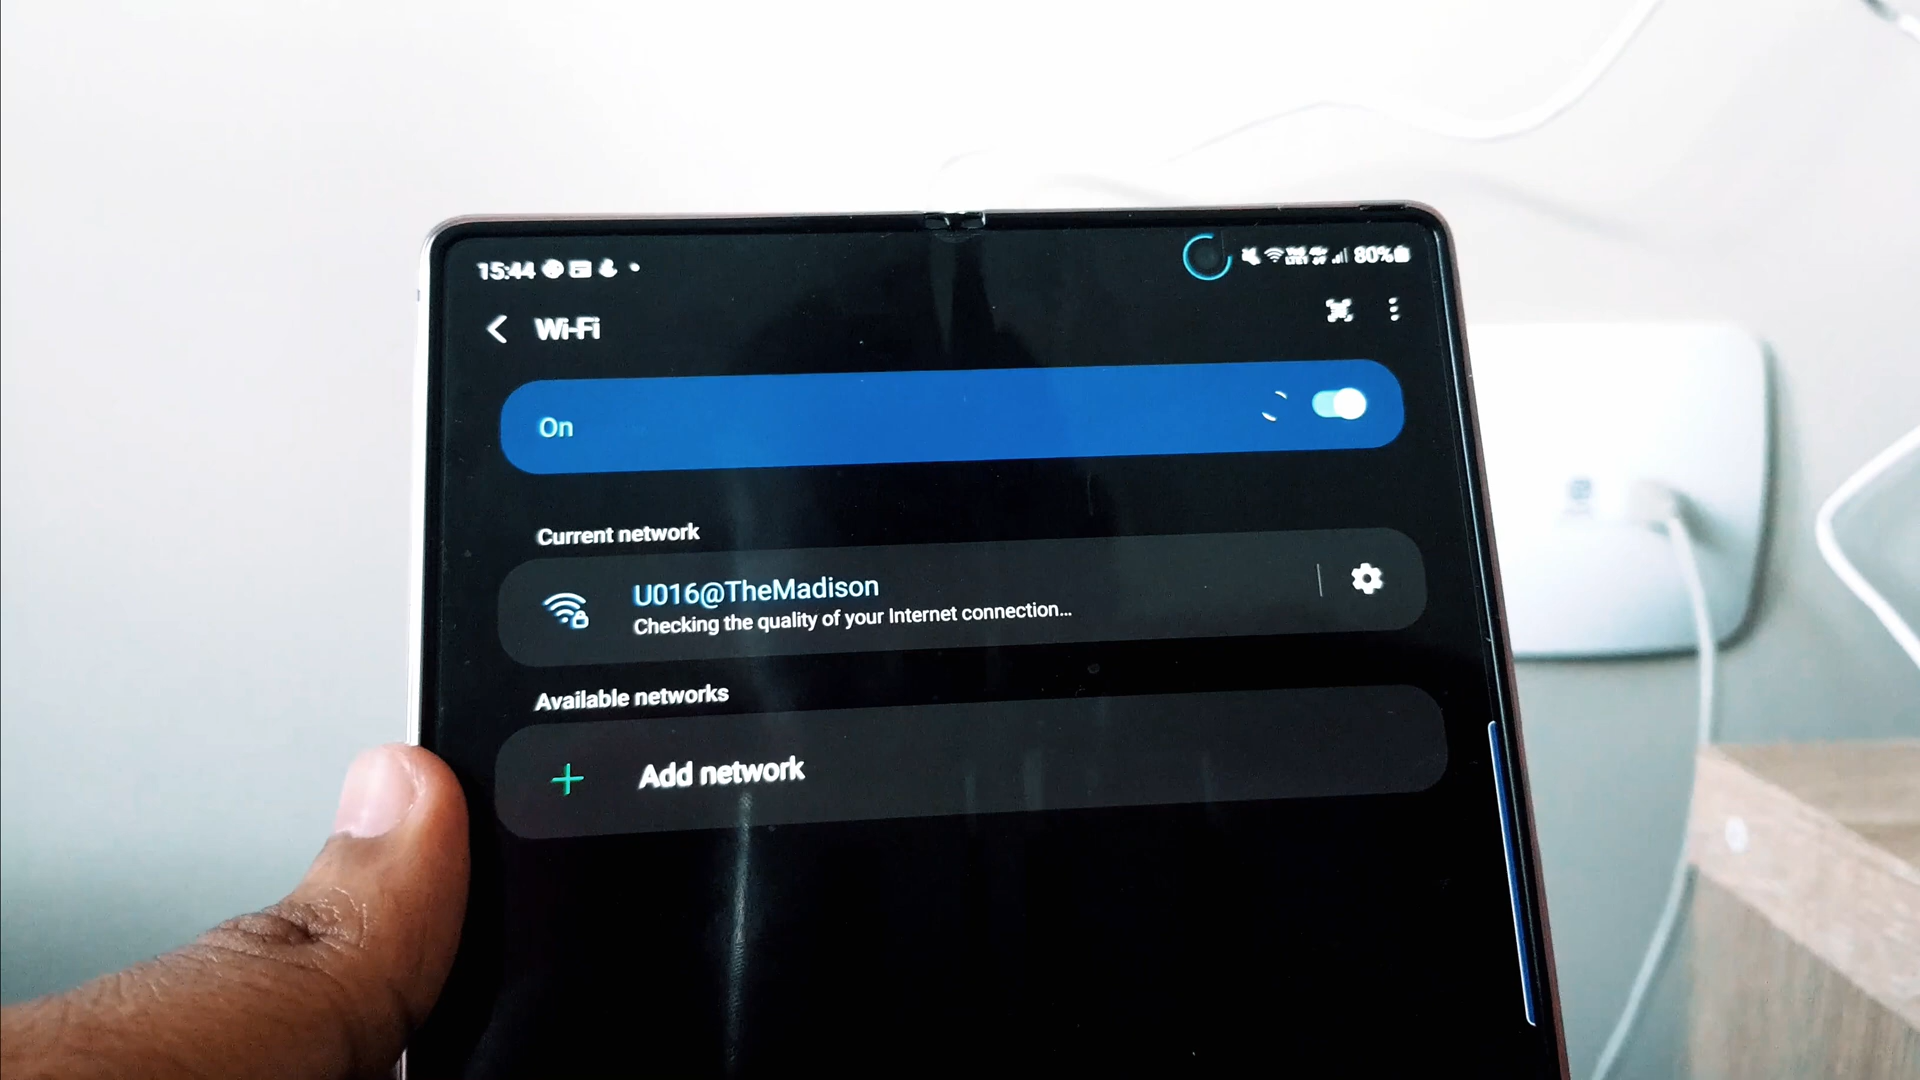 15:44
80%
Wi-Fi
On
Current network
U016@TheMadison
Checking the quality of your Internet connection...
Available networks
Add network